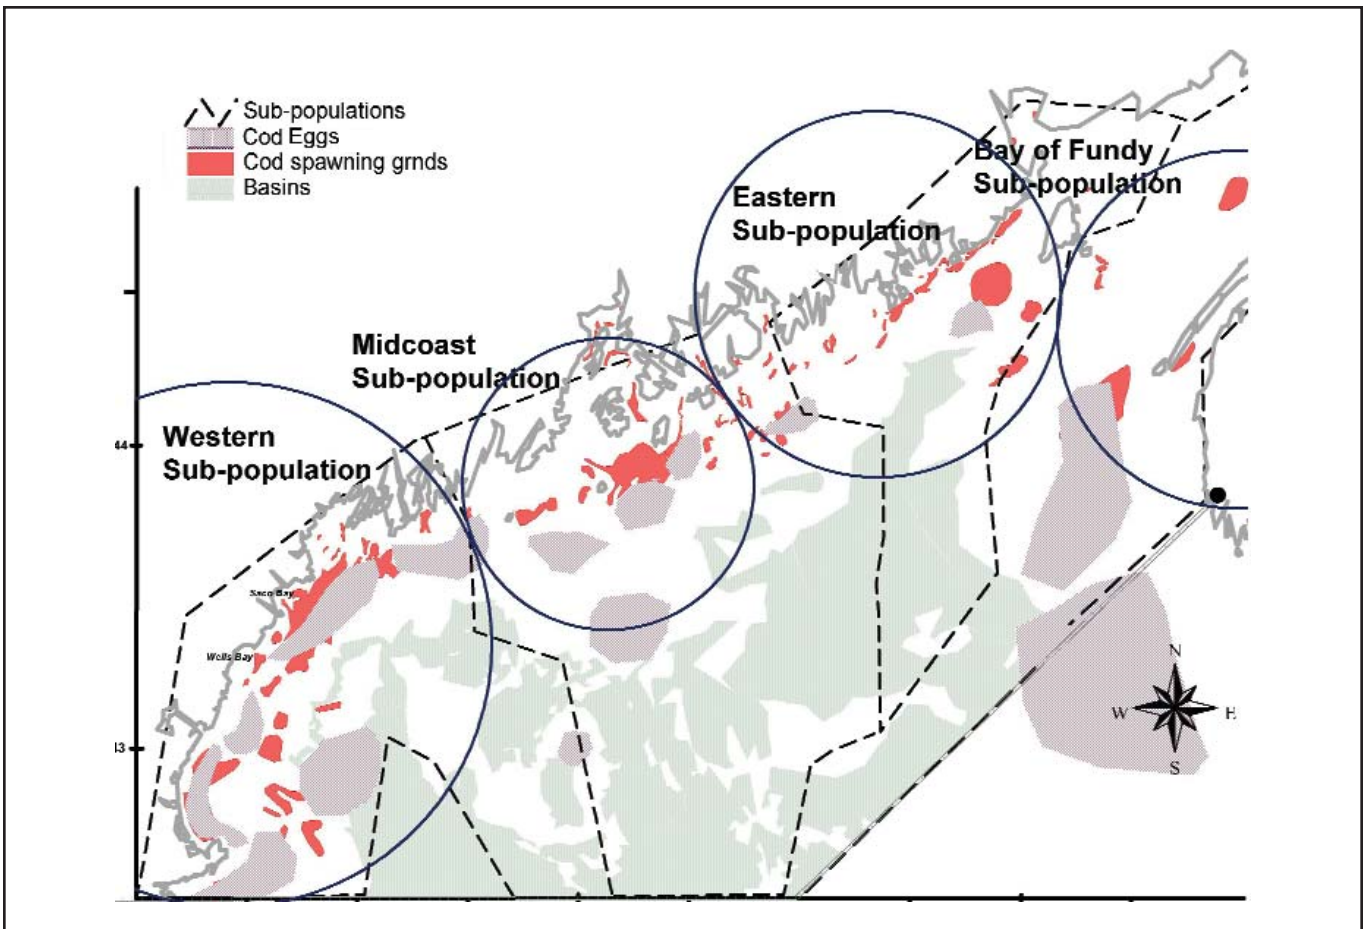 Sub-populations
Cod Eggs
Cod spawning grnds
Basins
Bay of Fundy
Sub-population
Eastern
Sub-population
Midcoast
Sub-population
Western
Sub-population
44
Saco Bay
Wells Bay
N
W
E
S